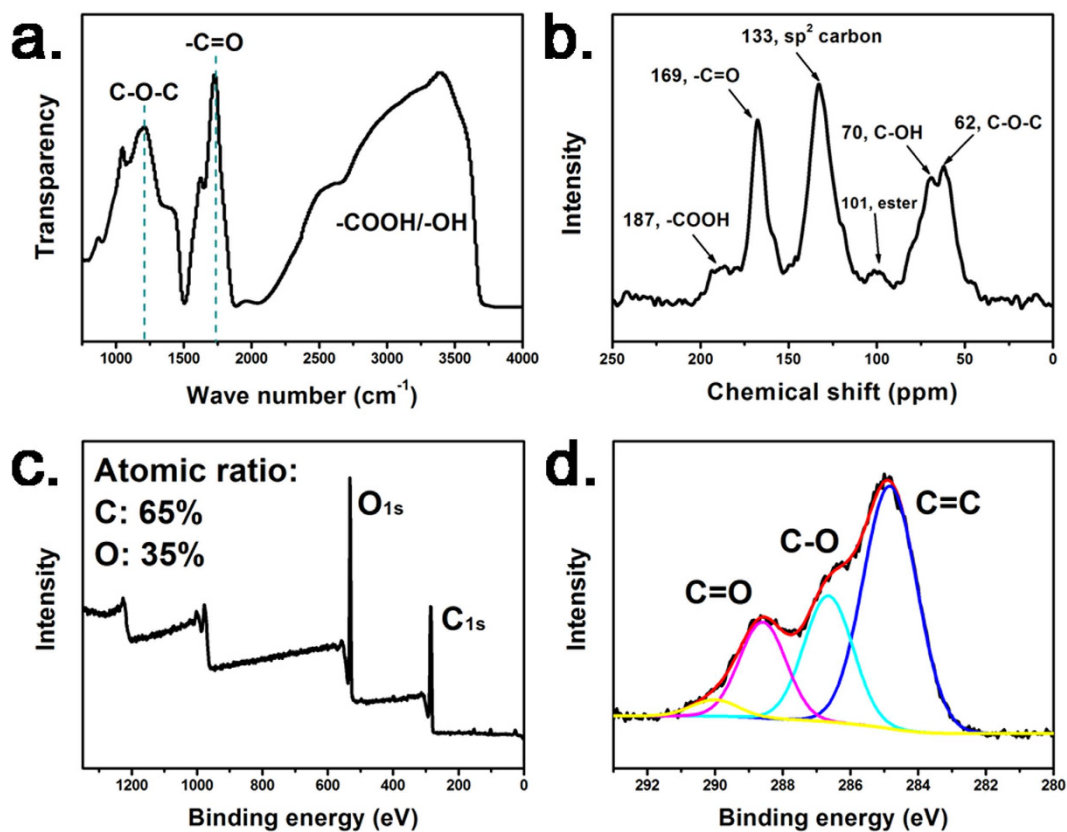 a.
-C=O
C-O-C
-COOH/-OH
Transparency
1000 1500 2000 2500 3000 3500 4000
Wave number (cm⁻¹)
b.
133, sp² carbon
169, -C=O
70, C-OH
62, C-O-C
101, ester
187, -COOH
Intensity
250 200 150 100 50 0
Chemical shift (ppm)
c.
Atomic ratio:
C: 65%
O: 35%
O1s
C1s
Intensity
1200 1000 800 600 400 200 0
Binding energy (eV)
d.
C=C
C-O
C=O
Intensity
292 290 288 286 284 282 280
Binding energy (eV)